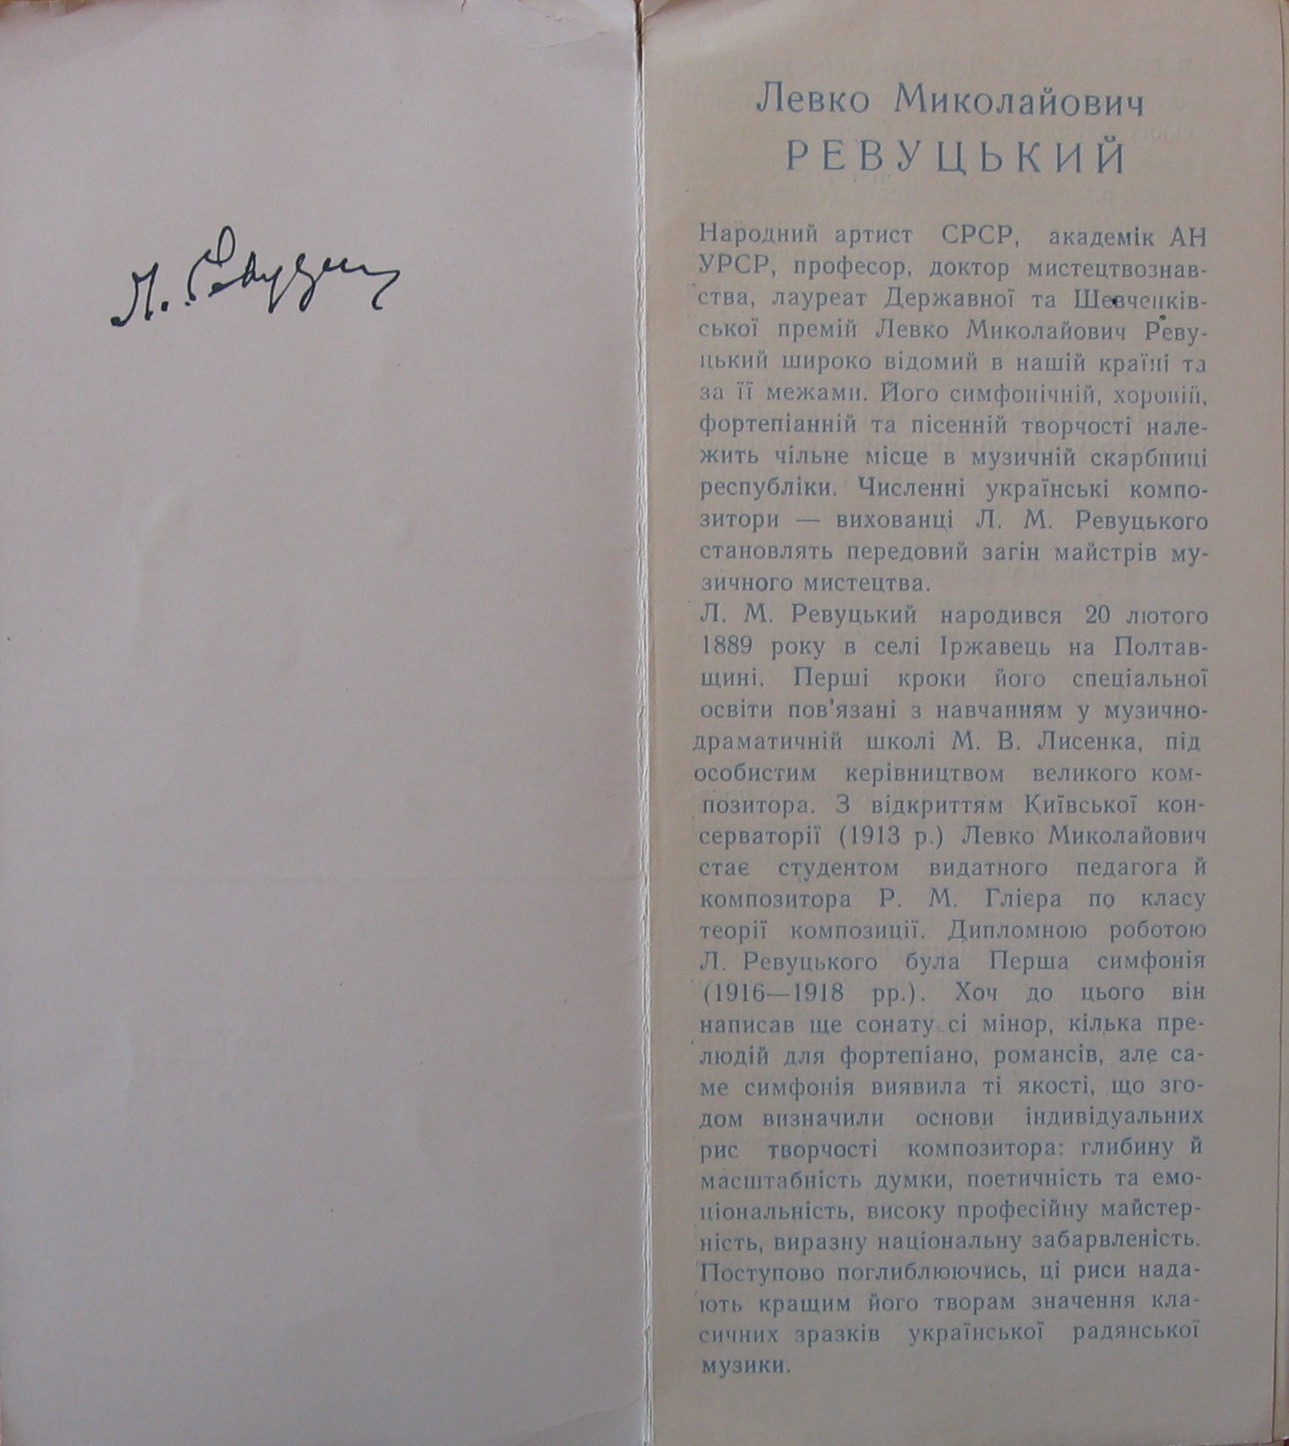 Л. Ревуцький
Левко Миколайович
РЕВУЦЬКИЙ
Народний артист СРСР, академік АН
УРСР, професор, доктор мистецтвознав-
ства, лауреат Державної та Шевченків-
ської премій Левко Миколайович Реву-
цький широко відомий в нашій країні та
за її межами. Його симфонічній, хоровій,
фортепіанній та пісенній творчості нале-
жить чільне місце в музичній скарбниці
республіки. Численні українські компо-
зитори — вихованці Л. М. Ревуцького
становлять передовий загін майстрів му-
зичного мистецтва.
Л. М. Ревуцький народився 20 лютого
1889 року в селі Іржавець на Полтав-
щині. Перші кроки його спеціальної
освіти пов'язані з навчанням у музично-
драматичній школі М. В. Лисенка, під
особистим керівництвом великого ком-
позитора. З відкриттям Київської кон-
серваторії (1913 р.) Левко Миколайович
стає студентом видатного педагога й
композитора Р. М. Глієра по класу
теорії композиції. Дипломною роботою
Л. Ревуцького була Перша симфонія
(1916—1918 рр.). Хоч до цього він
написав ще сонату сі мінор, кілька пре-
людій для фортепіано, романсів, але са-
ме симфонія виявила ті якості, що зго-
дом визначили основи індивідуальних
рис творчості композитора: глибину й
масштабність думки, поетичність та емо-
ціональність, високу професійну майстер-
ність, виразну національну забарвленість.
Поступово поглиблюючись, ці риси нада-
ють кращим його творам значення кла-
сичних зразків української радянської
музики.